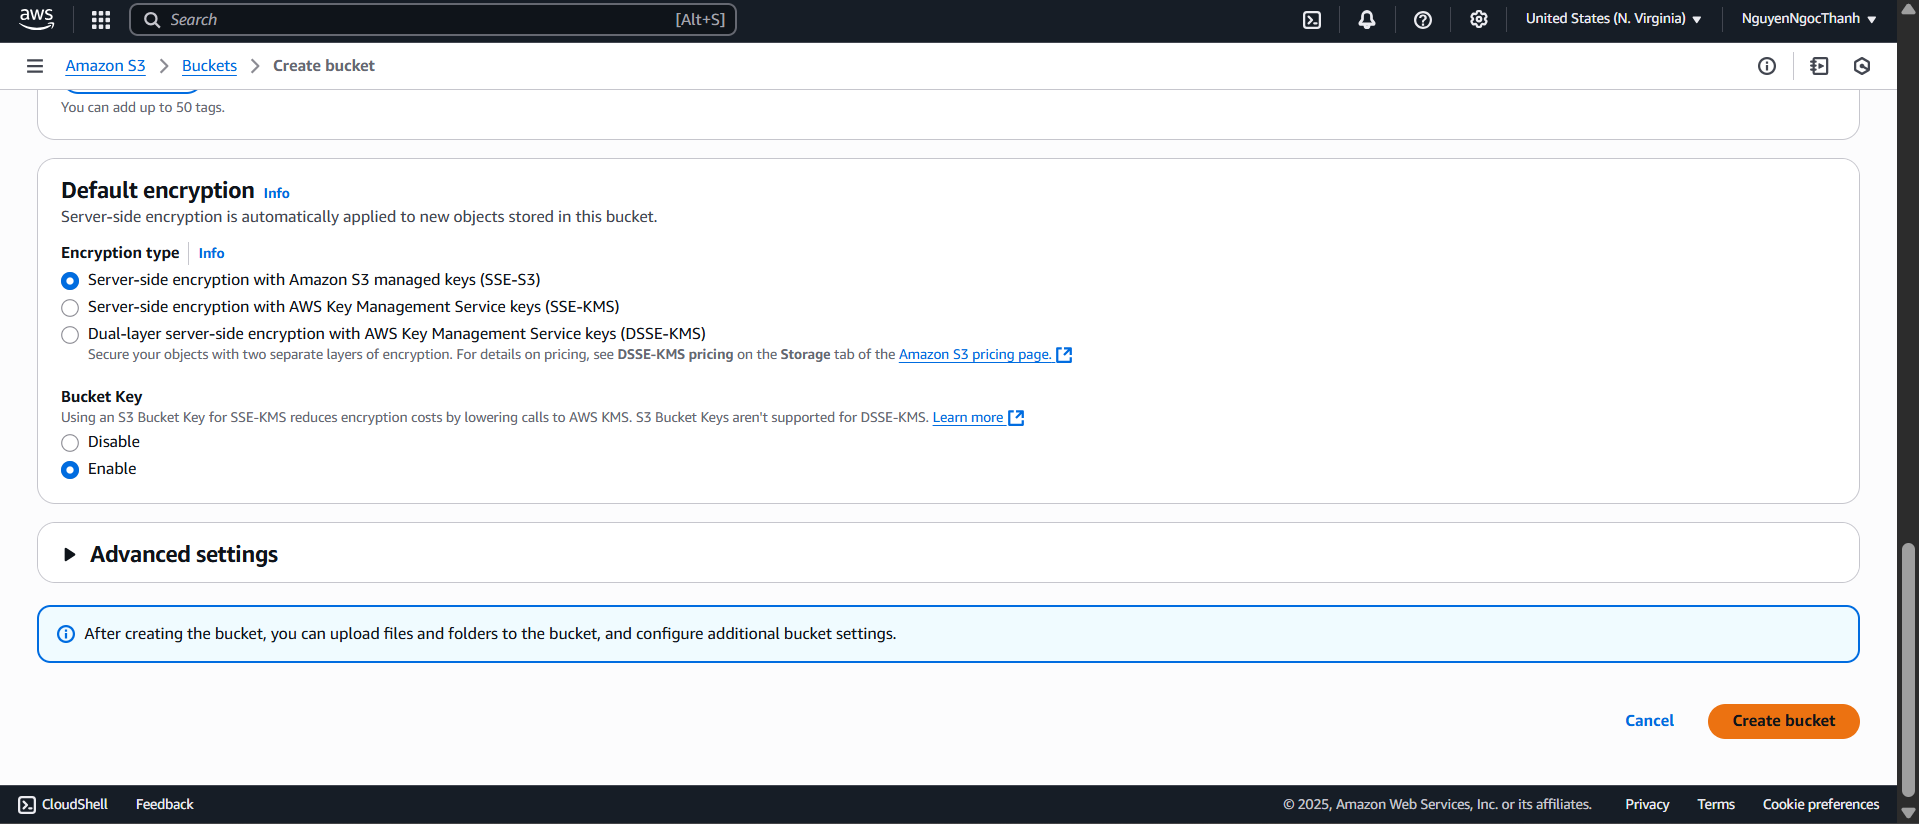 aws
Search [Alt+S]
United States (N. Virginia)
NguyenNgocThanh
Amazon S3
Buckets
Create bucket
You can add up to 50 tags.
Default encryption Info
Server-side encryption is automatically applied to new objects stored in this bucket.
Encryption type Info
Server-side encryption with Amazon S3 managed keys (SSE-S3)
Server-side encryption with AWS Key Management Service keys (SSE-KMS)
Dual-layer server-side encryption with AWS Key Management Service keys (DSSE-KMS)
Secure your objects with two separate layers of encryption. For details on pricing, see DSSE-KMS pricing on the Storage tab of the Amazon S3 pricing page.
Bucket Key
Using an S3 Bucket Key for SSE-KMS reduces encryption costs by lowering calls to AWS KMS. S3 Bucket Keys aren't supported for DSSE-KMS. Learn more
Disable
Enable
Advanced settings
After creating the bucket, you can upload files and folders to the bucket, and configure additional bucket settings.
Cancel
Create bucket
CloudShell
Feedback
© 2025, Amazon Web Services, Inc. or its affiliates.
Privacy
Terms
Cookie preferences